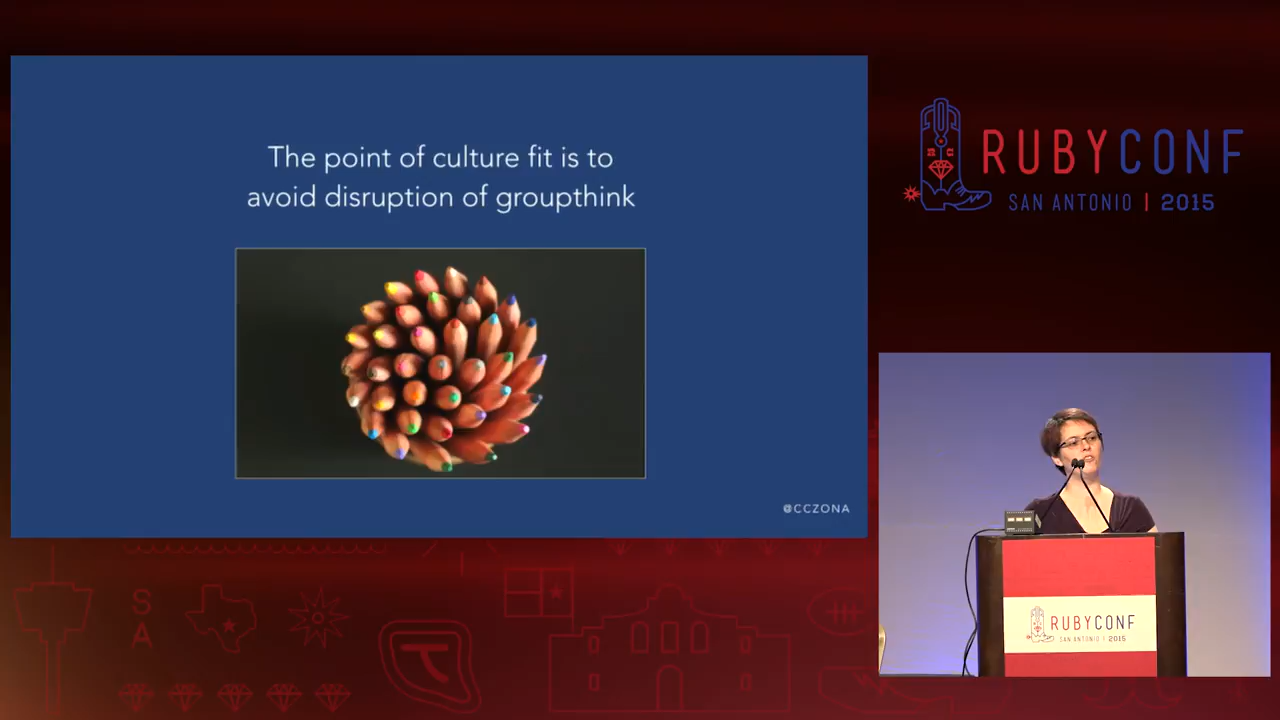 The point of culture fit is to
avoid disruption of groupthink
@CCZONA
RUBYCONF
SAN ANTONIO | 2015
RUBYCONF
SAN ANTONIO | 2015
S
A